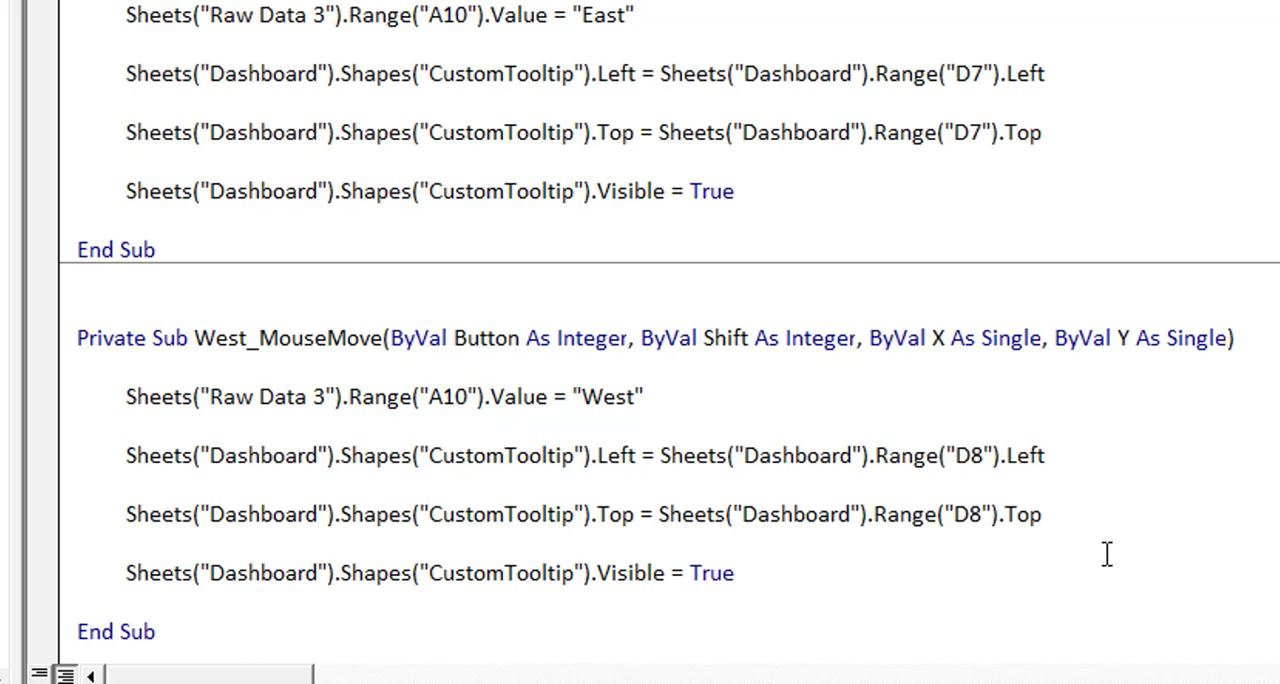 Sheets("Raw Data 3").Range("A10").Value = "East"
Sheets("Dashboard").Shapes("CustomTooltip").Left = Sheets("Dashboard").Range("D7").Left
Sheets("Dashboard").Shapes("CustomTooltip").Top = Sheets("Dashboard").Range("D7").Top
Sheets("Dashboard").Shapes("CustomTooltip").Visible = True
End Sub
Private Sub West_MouseMove(ByVal Button As Integer, ByVal Shift As Integer, ByVal X As Single, ByVal Y As Single)
Sheets("Raw Data 3").Range("A10").Value = "West"
Sheets("Dashboard").Shapes("CustomTooltip").Left = Sheets("Dashboard").Range("D8").Left
Sheets("Dashboard").Shapes("CustomTooltip").Top = Sheets("Dashboard").Range("D8").Top
Sheets("Dashboard").Shapes("CustomTooltip").Visible = True
End Sub